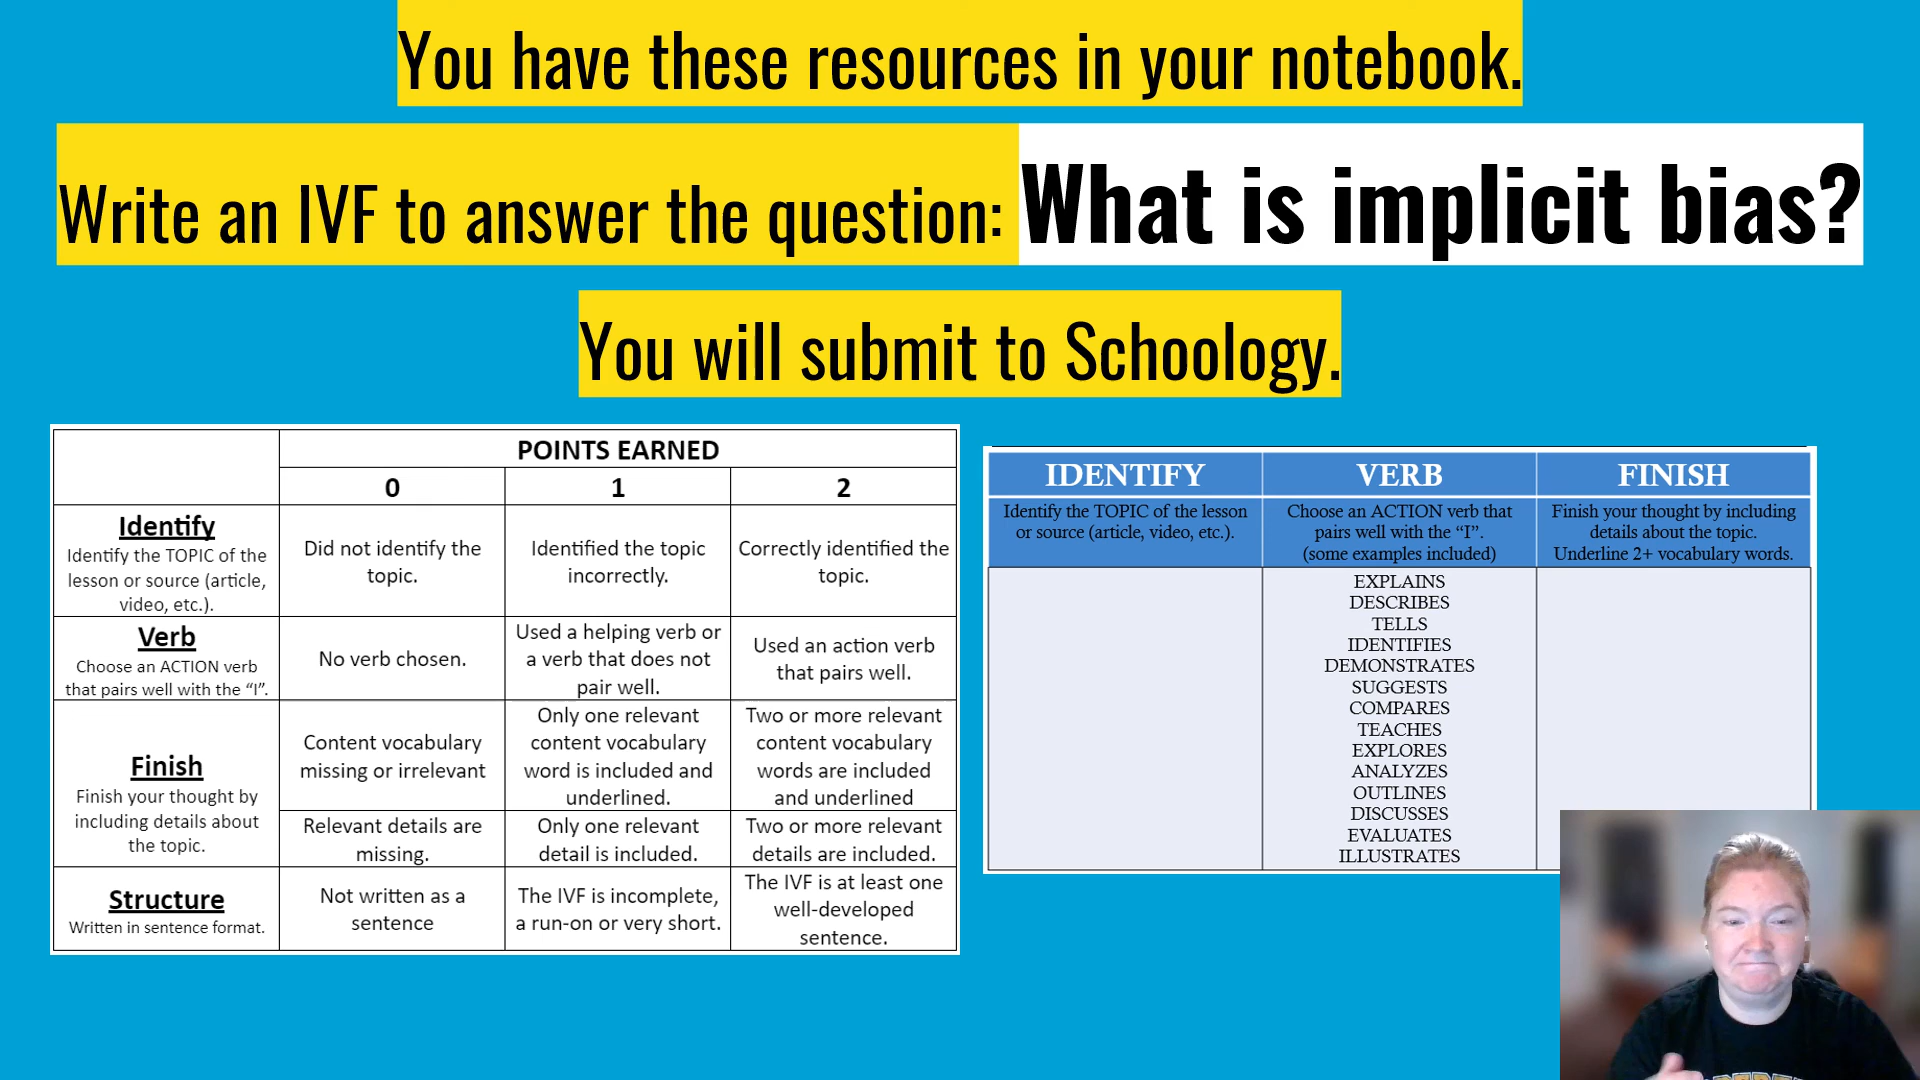 You have these resources in your notebook.
Write an IVF to answer the question: What is implicit bias?
You will submit to Schoology.
POINTS EARNED
0 1 2
Identify
Identify the TOPIC of the
lesson or source (article,
video, etc.).
Did not identify the
topic.
Identified the topic
incorrectly.
Correctly identified the
topic.
Verb
Choose an ACTION verb
that pairs well with the “I”.
No verb chosen.
Used a helping verb or
a verb that does not
pair well.
Used an action verb
that pairs well.
Finish
Finish your thought by
including details about
the topic.
Content vocabulary
missing or irrelevant
Only one relevant
content vocabulary
word is included and
underlined.
Two or more relevant
content vocabulary
words are included
and underlined
Relevant details are
missing.
Only one relevant
detail is included.
Two or more relevant
details are included.
Structure
Written in sentence format.
Not written as a
sentence
The IVF is incomplete,
a run-on or very short.
The IVF is at least one
well-developed
sentence.
IDENTIFY
Identify the TOPIC of the lesson
or source (article, video, etc.).
VERB
Choose an ACTION verb that
pairs well with the “I”.
(some examples included)
FINISH
Finish your thought by including
details about the topic.
Underline 2+ vocabulary words.
EXPLAINS
DESCRIBES
TELLS
IDENTIFIES
DEMONSTRATES
SUGGESTS
COMPARES
TEACHES
EXPLORES
ANALYZES
OUTLINES
DISCUSSES
EVALUATES
ILLUSTRATES